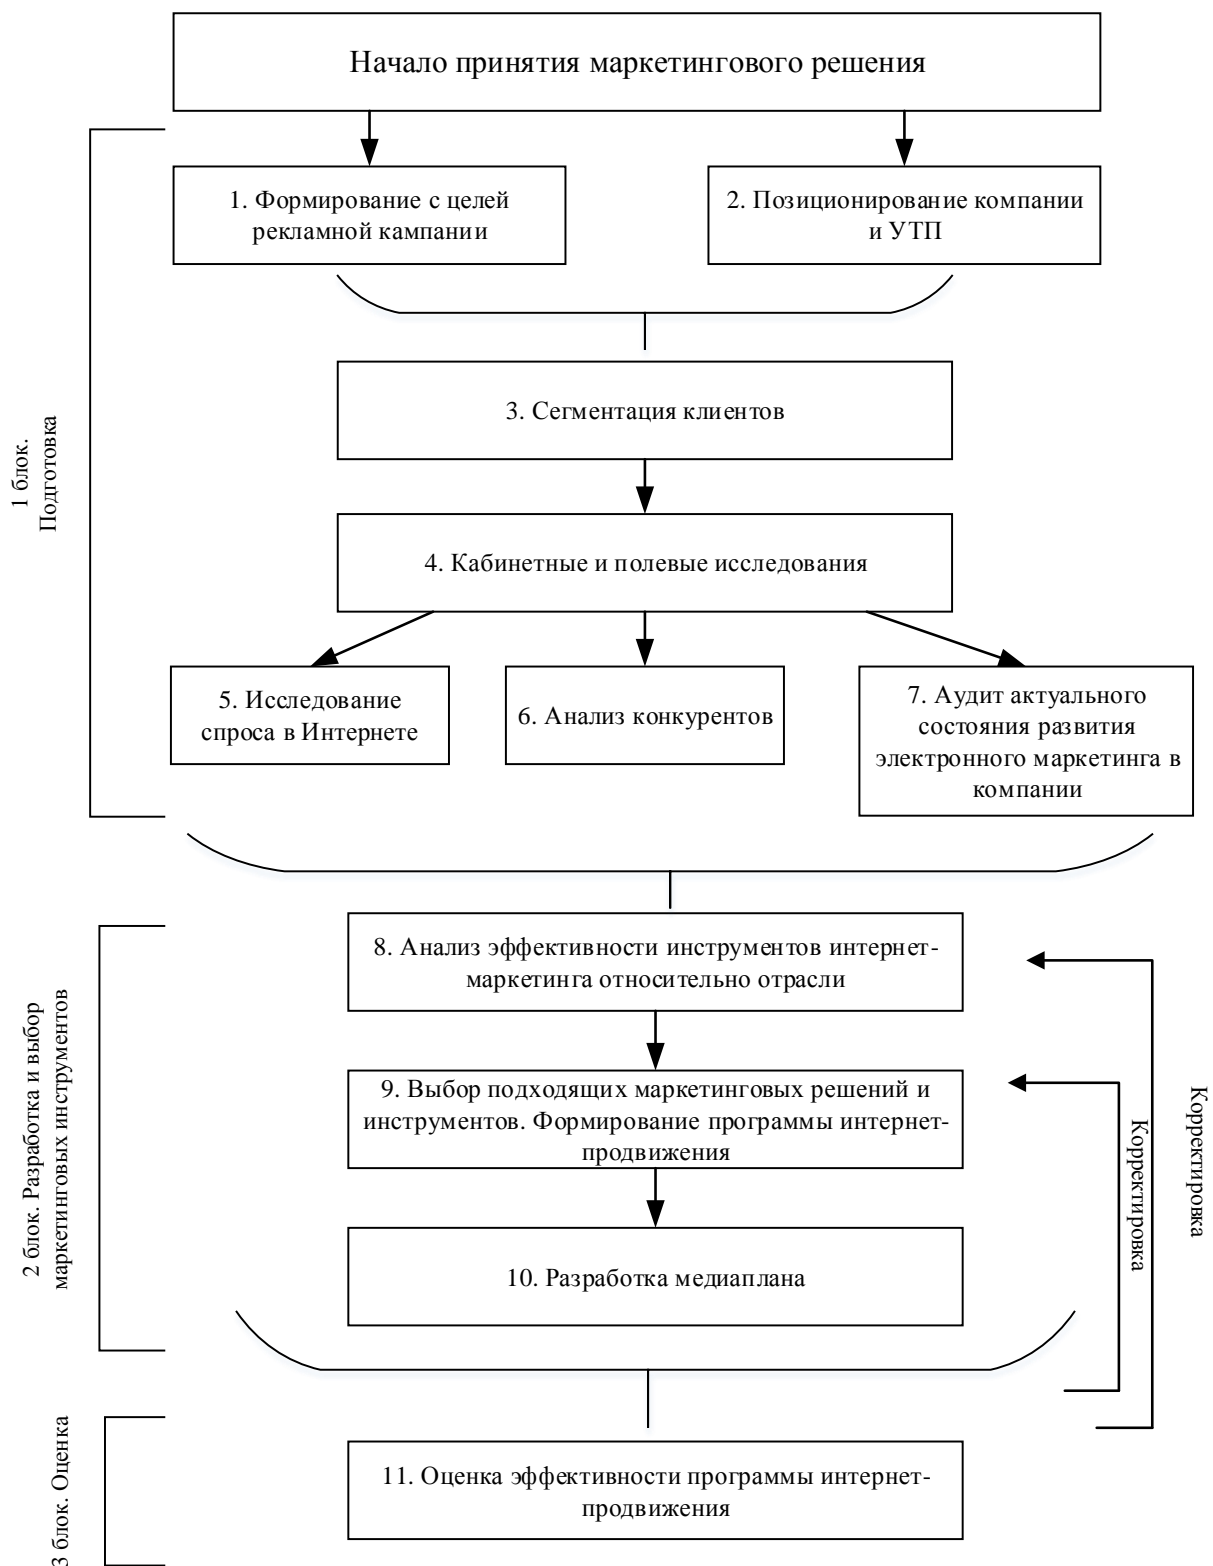 Начало принятия маркетингового решения
1 блок.
Подготовка
1. Формирование с целей
рекламной кампании
2. Позиционирование компании
и УТП
3. Сегментация клиентов
4. Кабинетные и полевые исследования
5. Исследование
спроса в Интернете
6. Анализ конкурентов
7. Аудит актуального
состояния развития
электронного маркетинга в
компании
2 блок. Разработка и выбор
маркетинговых инструментов
8. Анализ эффективности инструментов интернет-
маркетинга относительно отрасли
9. Выбор подходящих маркетинговых решений и
инструментов. Формирование программы интернет-
продвижения
10. Разработка медиаплана
Корректировка
Корректировка
3 блок. Оценка
11. Оценка эффективности программы интернет-
продвижения